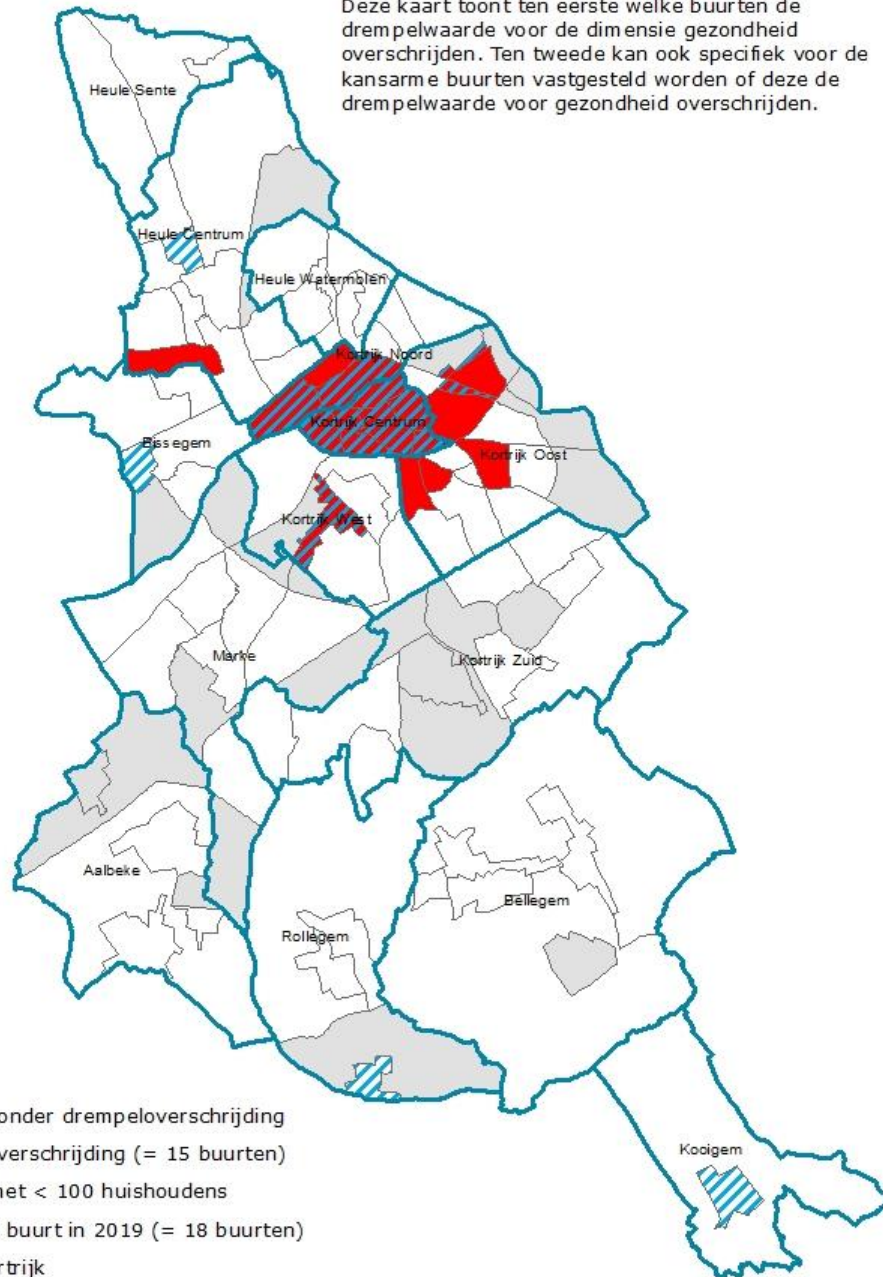 Deze kaart toont ten eerste welke buurten de
drempelwaarde voor de dimensie gezondheid
overschrijden. Ten tweede kan ook specifiek voor de
kansarme buurten vastgesteld worden of deze de
drempelwaarde voor gezondheid overschrijden.
Heule Sente
Heule Centrum
Heule Watermolen
Kortrijk Noord
Kortrijk Centrum
Bissegem
Kortrijk Oost
Kortrijk West
Marke
Kortrijk Zuid
Aalbeke
Bellegem
Rollegem
onder drempeloverschrijding
verschrijding (= 15 buurten)
net < 100 huishoudens
buurt in 2019 (= 18 buurten)
rtrijk
Kooigem